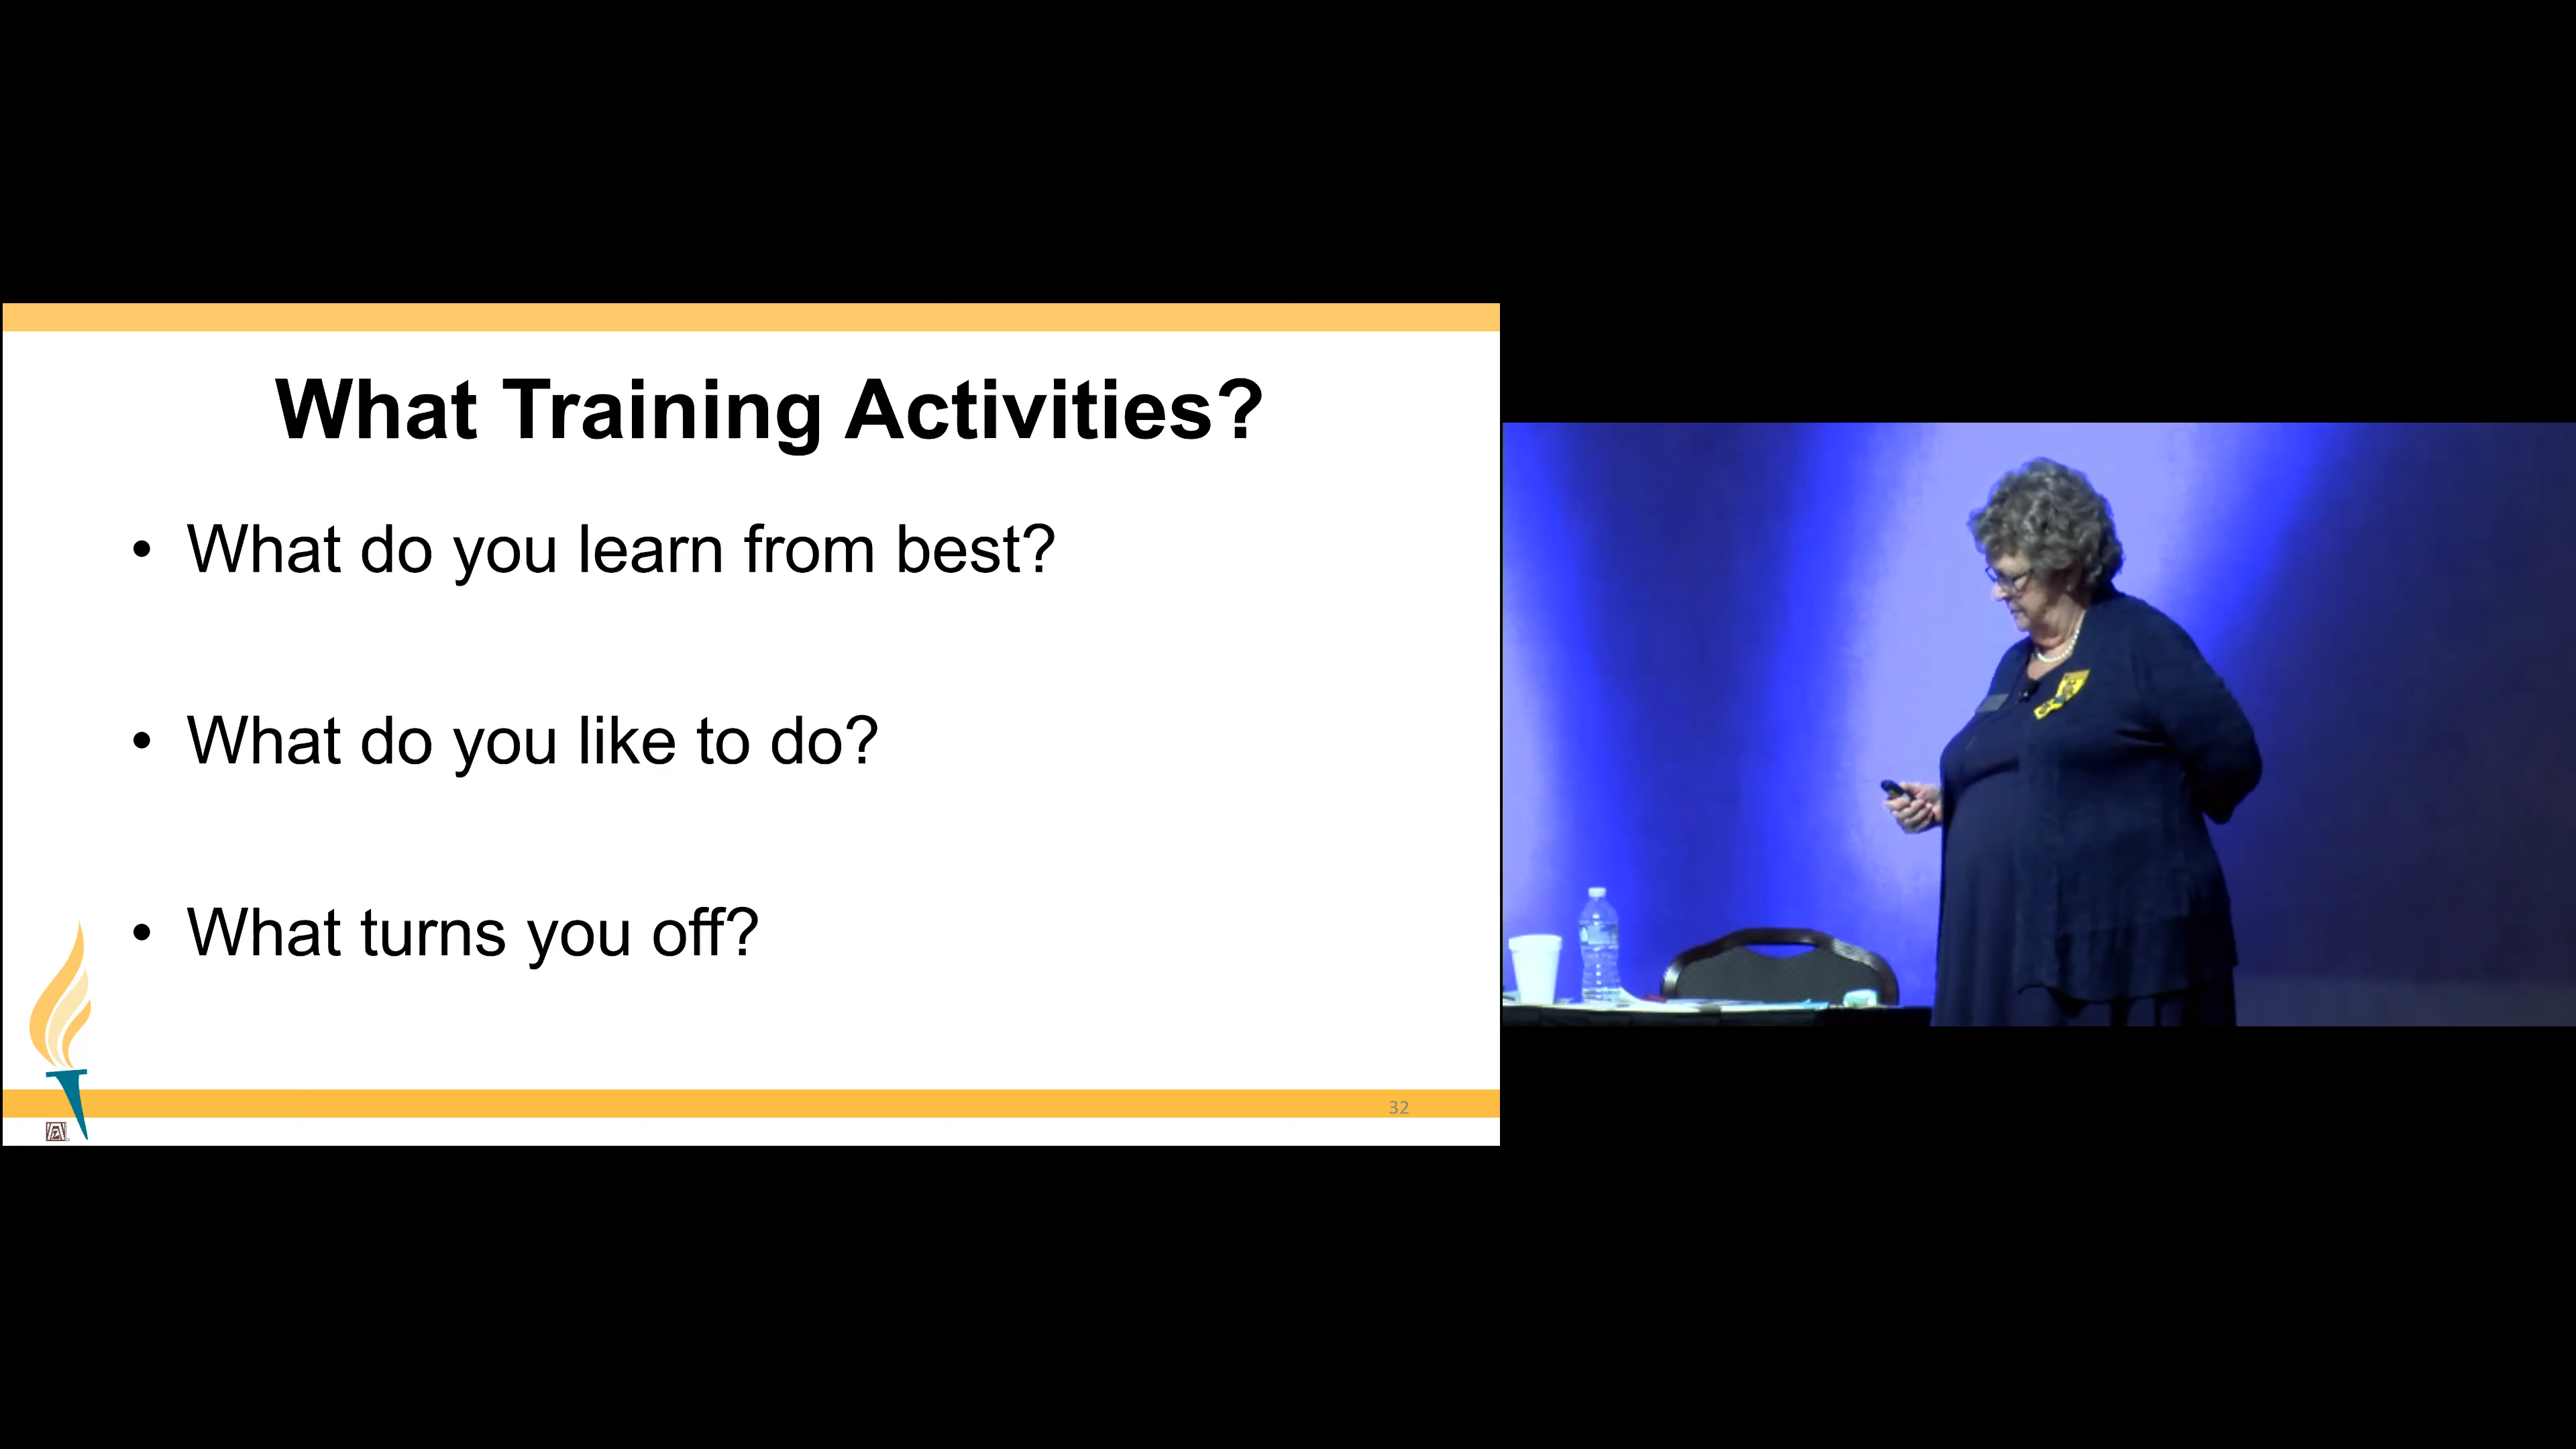 What Training Activities?
• What do you learn from best?
• What do you like to do?
• What turns you off?
32